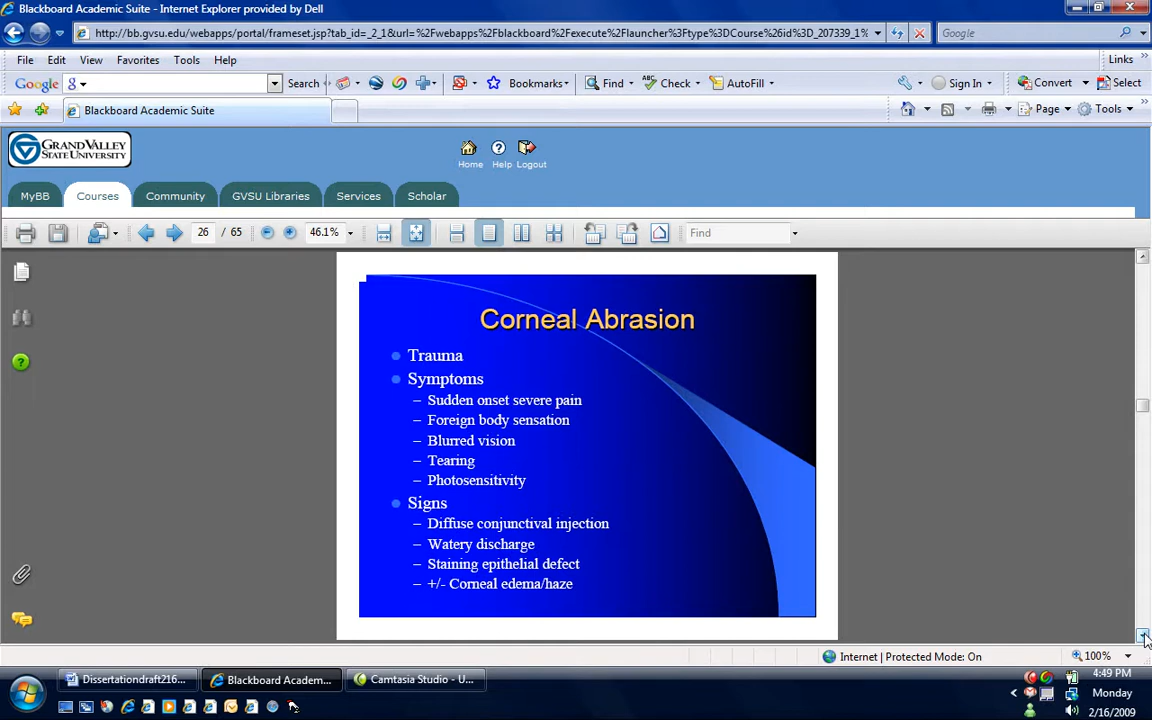 Blackboard Academic Suite - Internet Explorer provided by Dell
http://bb.gvsu.edu/webapps/portal/frameset.jsp?tab_id=_2_1&url=%2Fwebapps%2Fblackboard%2Fexecute%2Flauncher%3Ftype%3DCourse%26id%3D_207339_1%
Google
File Edit View Favorites Tools Help
Links
Google Search Bookmarks Find Check AutoFill Sign In Convert Select
Blackboard Academic Suite
Page Tools
GRAND VALLEY
STATE UNIVERSITY
Home Help Logout
MyBB Courses Community GVSU Libraries Services Scholar
26 / 65 46.1% Find
Corneal Abrasion
Trauma
Symptoms
– Sudden onset severe pain
– Foreign body sensation
– Blurred vision
– Tearing
– Photosensitivity
Signs
– Diffuse conjunctival injection
– Watery discharge
– Staining epithelial defect
– +/- Corneal edema/haze
Internet | Protected Mode: On 100%
Dissertationdraft216... Blackboard Academ... Camtasia Studio - U...
4:49 PM
Monday
2/16/2009